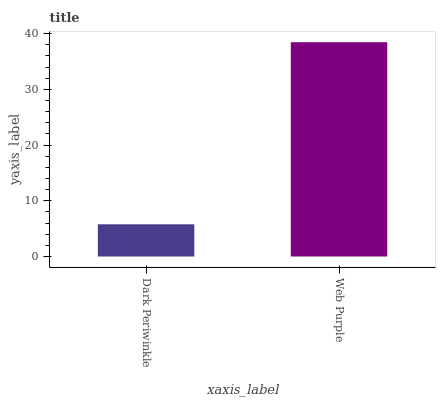 title
40
30
20
10
0
yaxis_label
Dark Periwinkle
Web Purple
xaxis_label